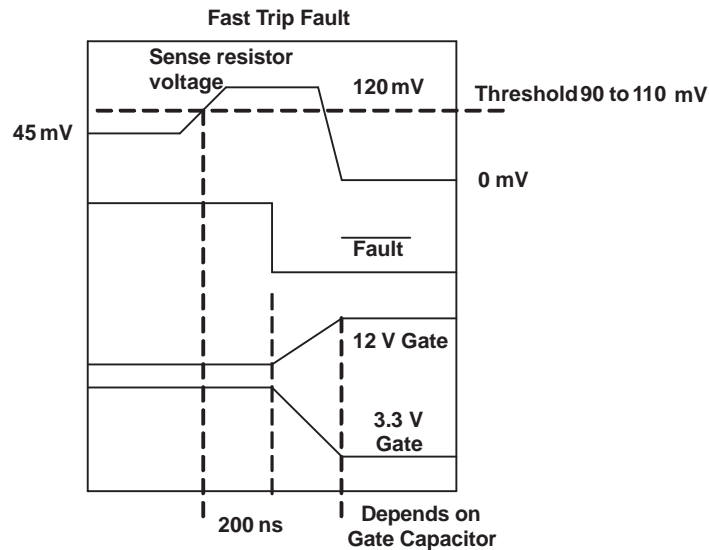 Fast Trip Fault
Sense resistor
voltage
120 mV
Threshold 90 to 110 mV
45 mV
0 mV
Fault
12 V Gate
3.3 V
Gate
200 ns
Depends on
Gate Capacitor